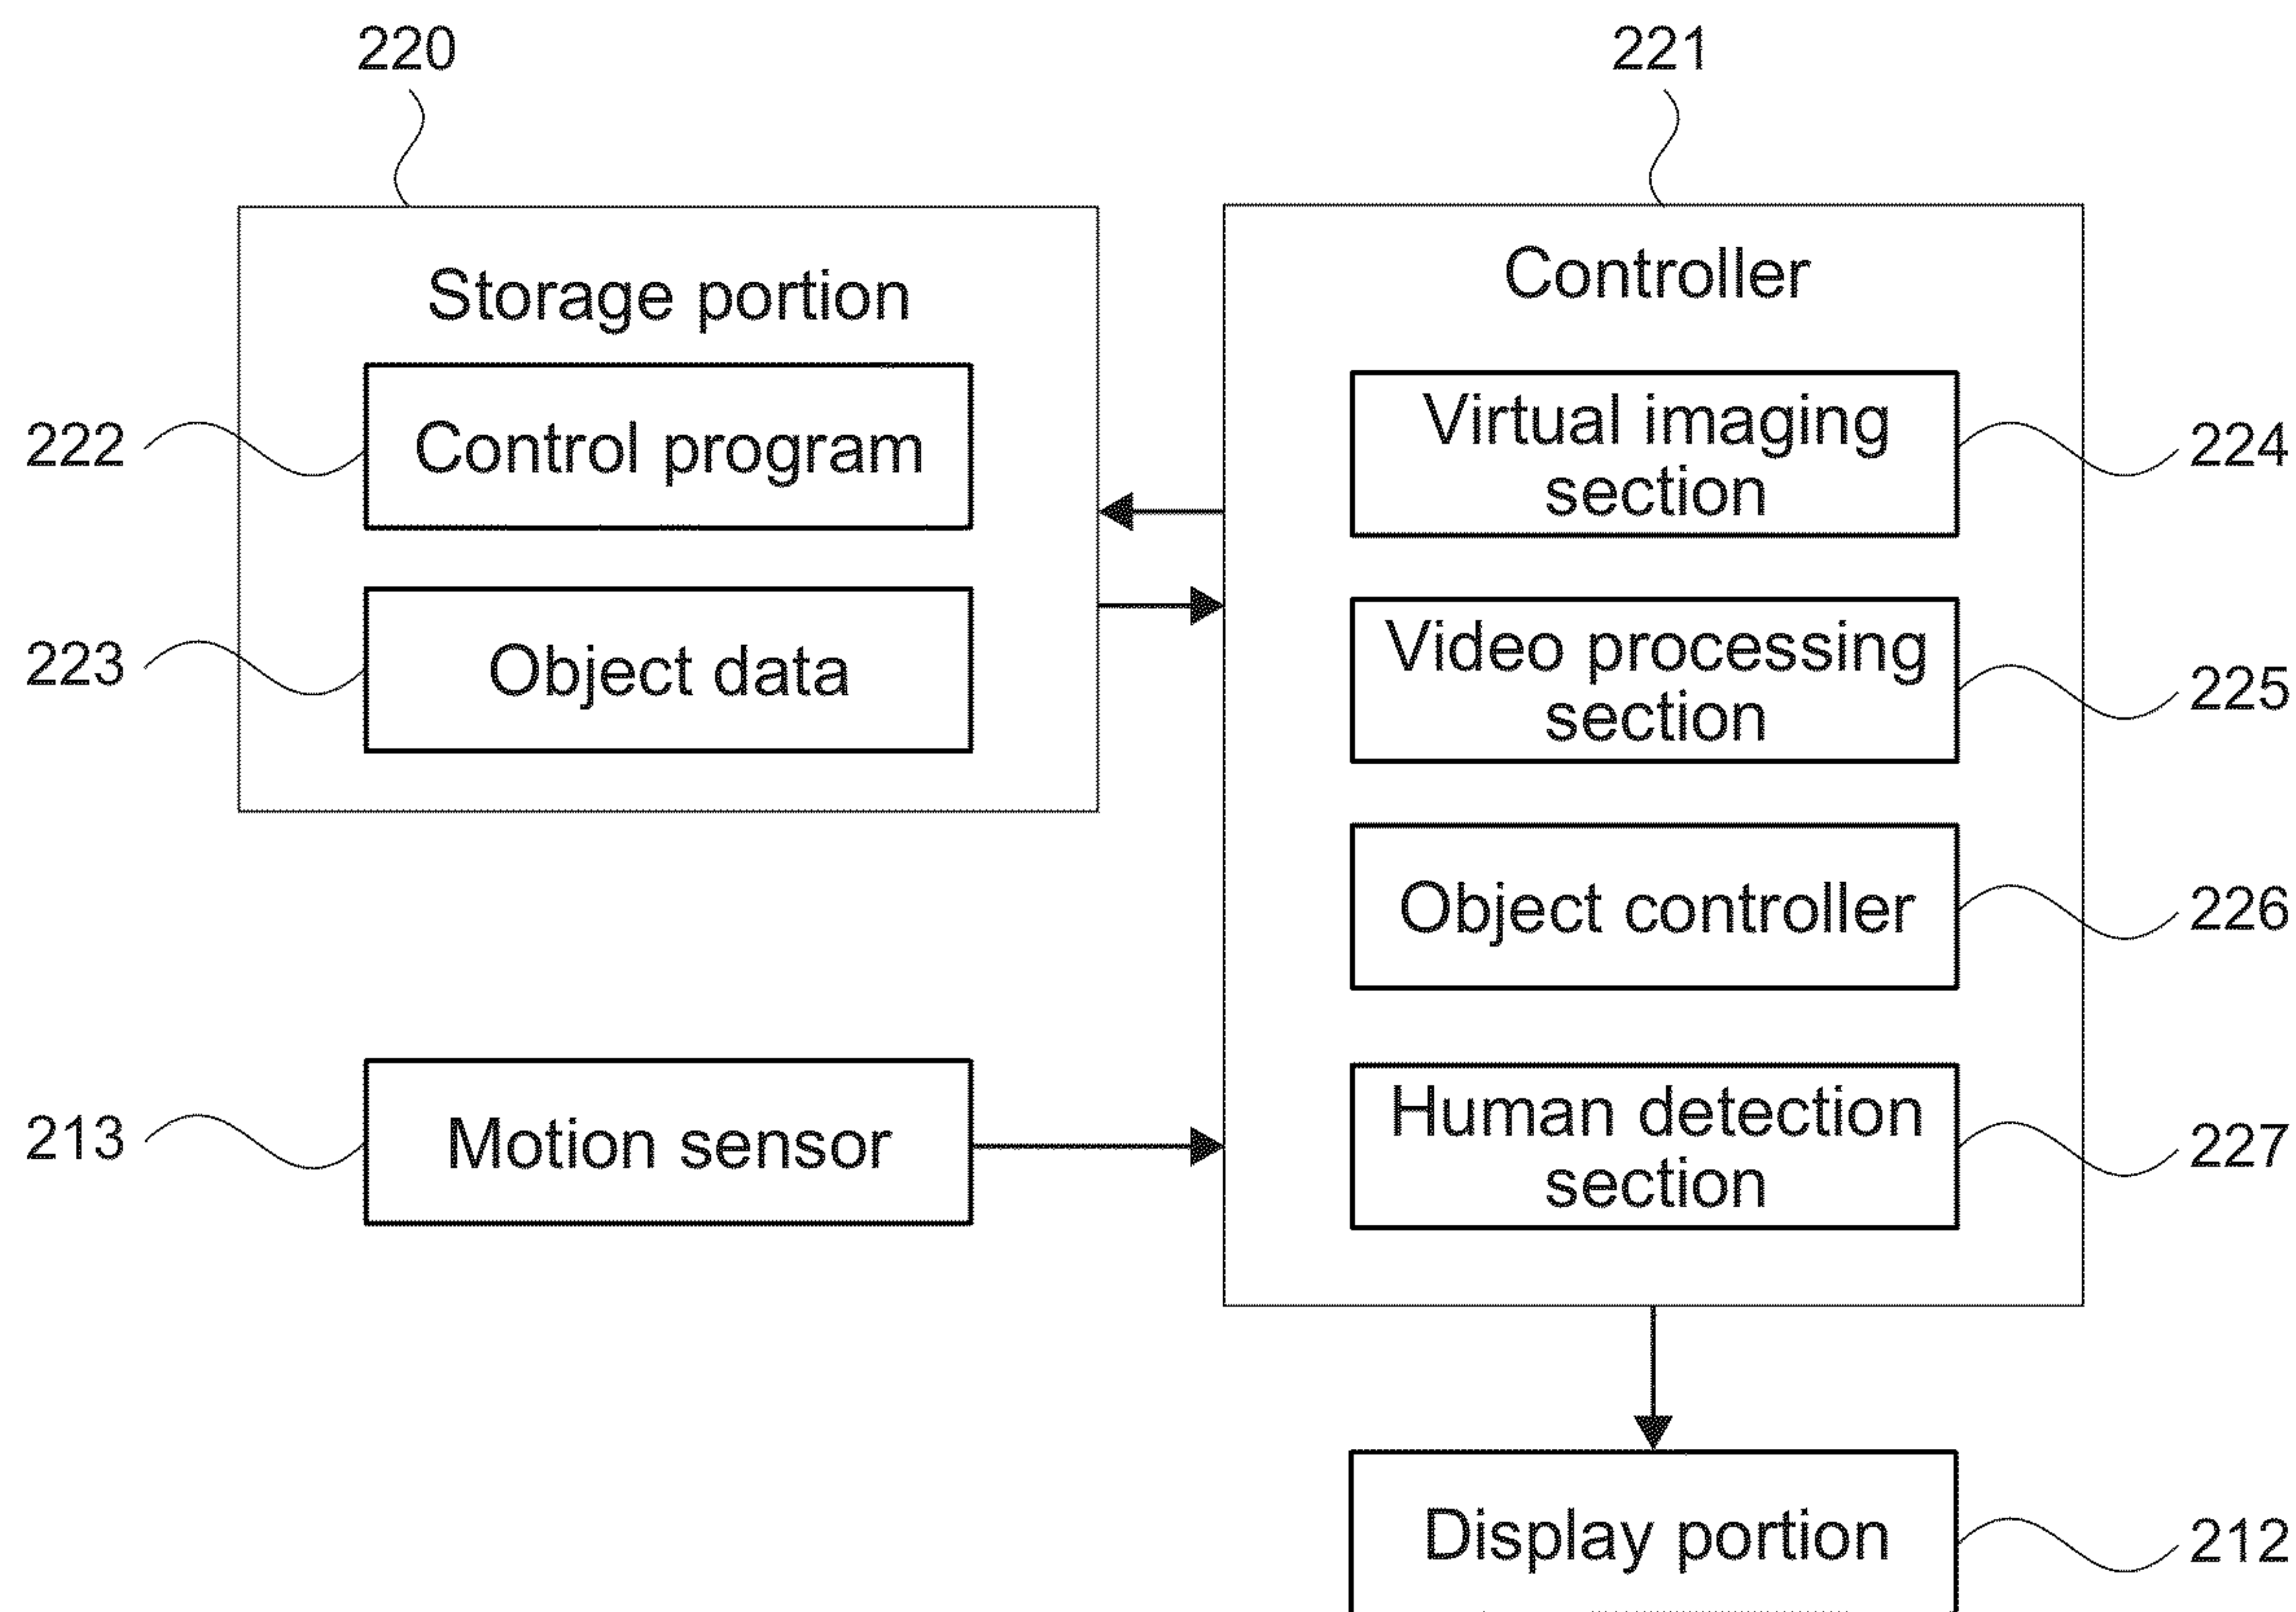 220
221
Storage portion
Controller
222
Control program
Virtual imaging
section
224
223
Object data
Video processing
section
225
Object controller
226
213
Motion sensor
Human detection
section
227
Display portion
212